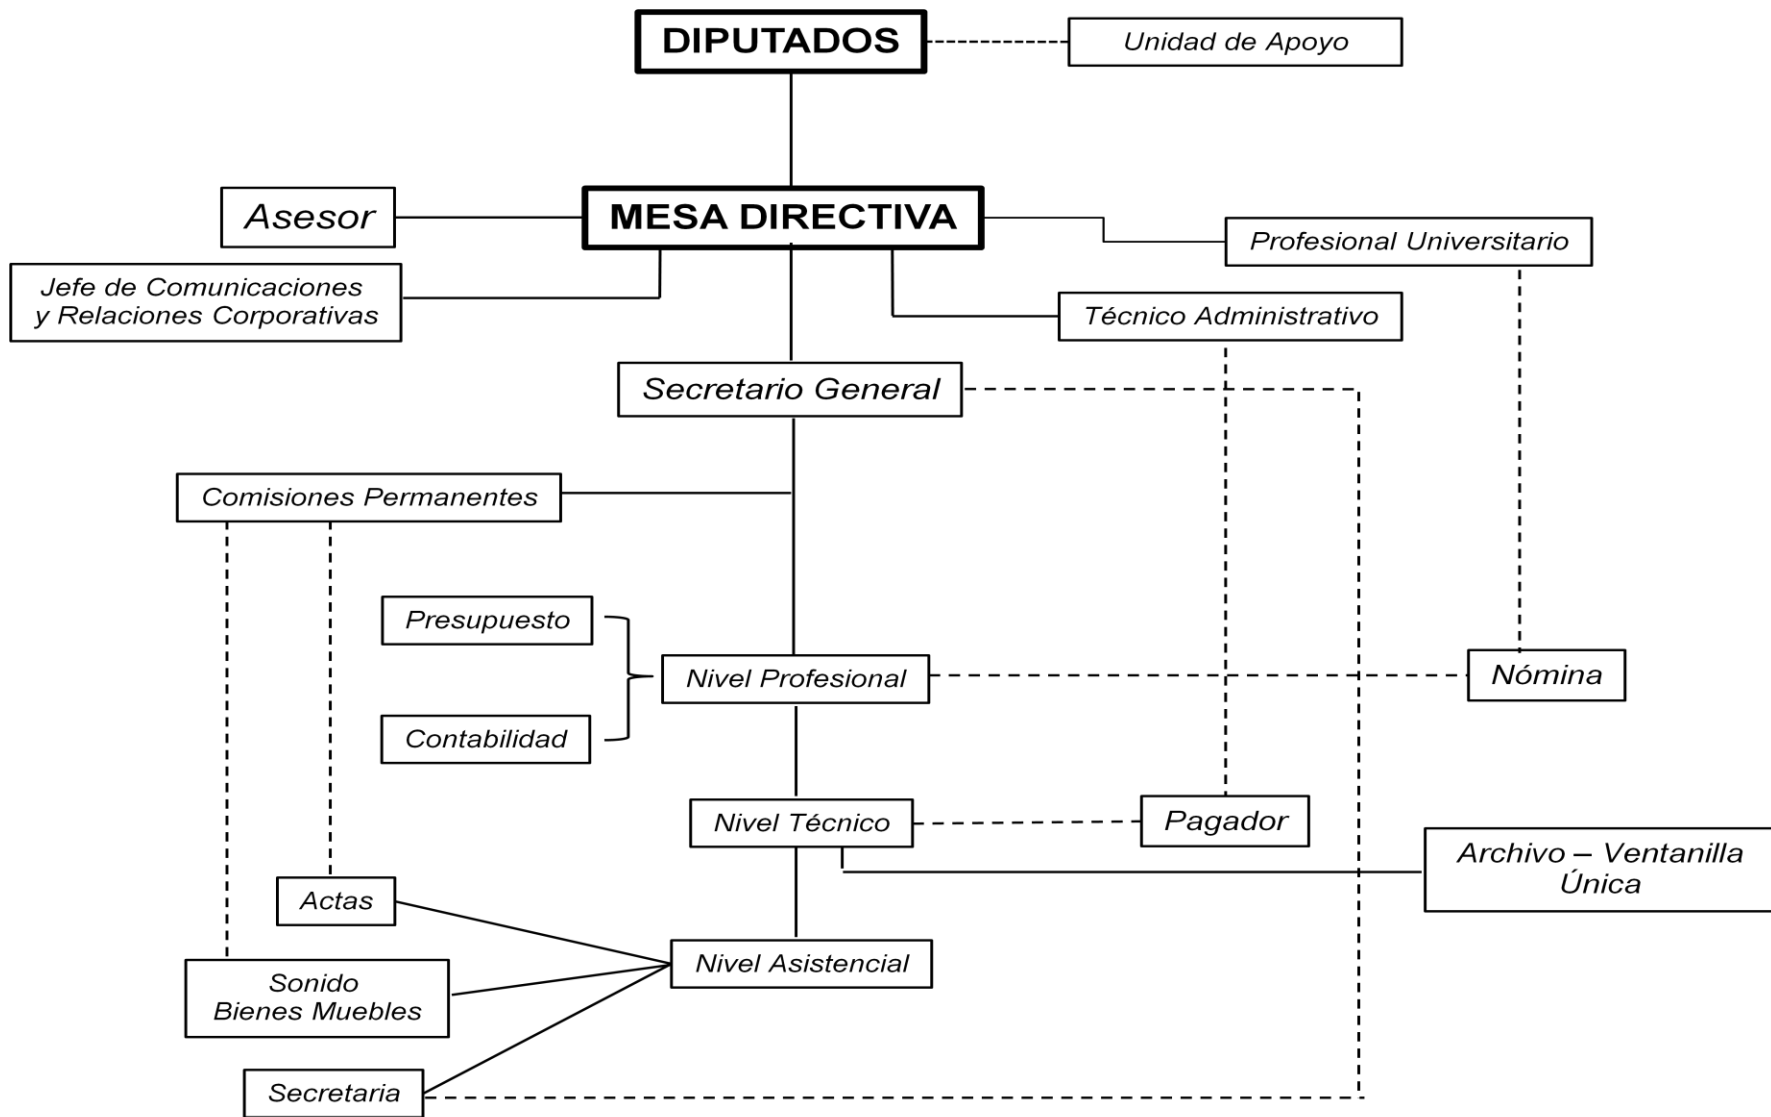 DIPUTADOS
Unidad de Apoyo
Asesor
MESA DIRECTIVA
Profesional Universitario
Jefe de Comunicaciones
y Relaciones Corporativas
Técnico Administrativo
Secretario General
Comisiones Permanentes
Presupuesto
Nivel Profesional
Nómina
Contabilidad
Nivel Técnico
Pagador
Archivo – Ventanilla
Única
Actas
Nivel Asistencial
Sonido
Bienes Muebles
Secretaria